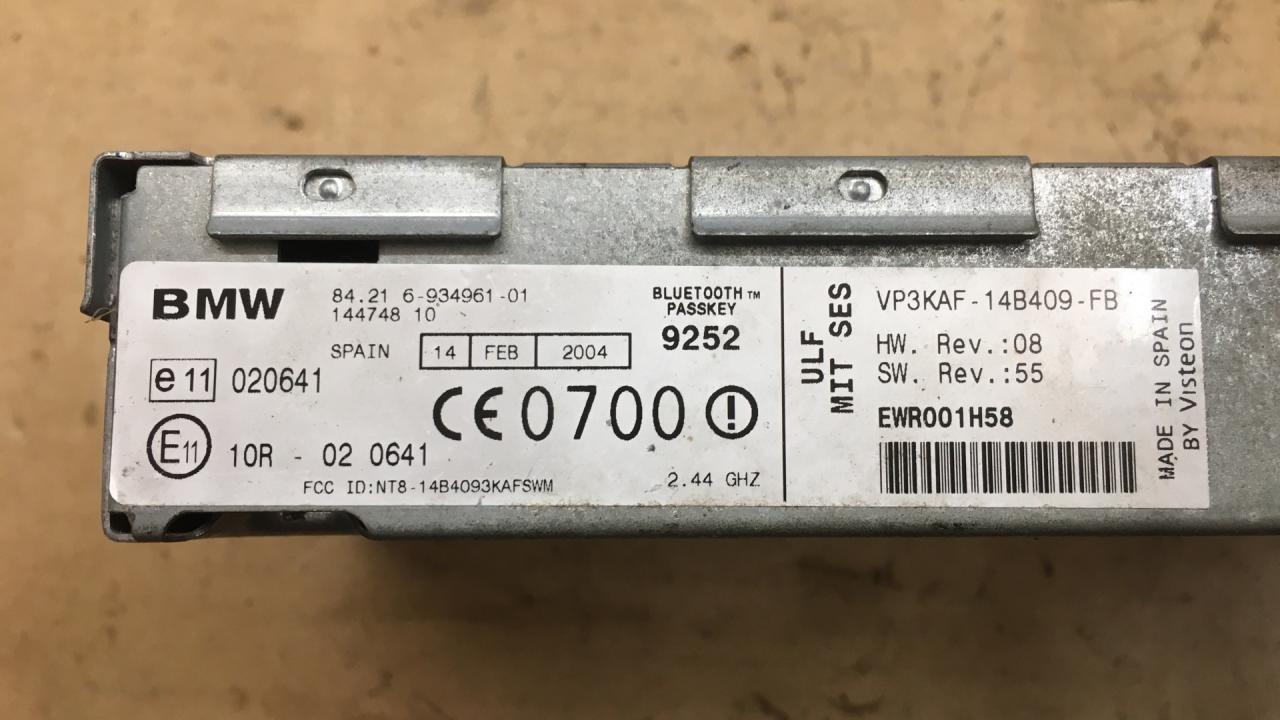 BMW
84.21 6-934961-01
144748 10
SPAIN 14 FEB 2004
BLUETOOTH™
PASSKEY
9252
e 11 020641
CE 0700
E11 10R - 02 0641
FCC ID:NT8-14B4093KAFSWM 2.44 GHZ
ULF
MIT SES
VP3KAF-14B409-FB
HW. Rev.:08
SW. Rev.:55
EWR001H58
MADE IN SPAIN
BY Visteon